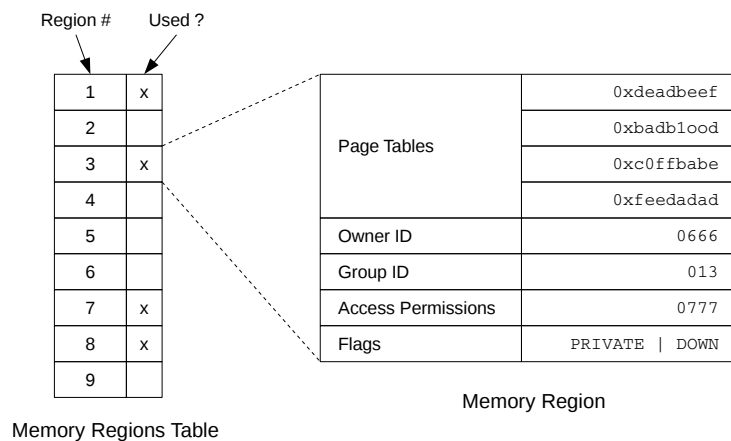 Region # Used ?
1 x
2
3 x
4
5
6
7 x
8 x
9
Memory Regions Table
Page Tables
0xdeadbeef
0xbadb1ood
0xc0ffbabe
0xfeedadad
Owner ID 0666
Group ID 013
Access Permissions 0777
Flags PRIVATE | DOWN
Memory Region